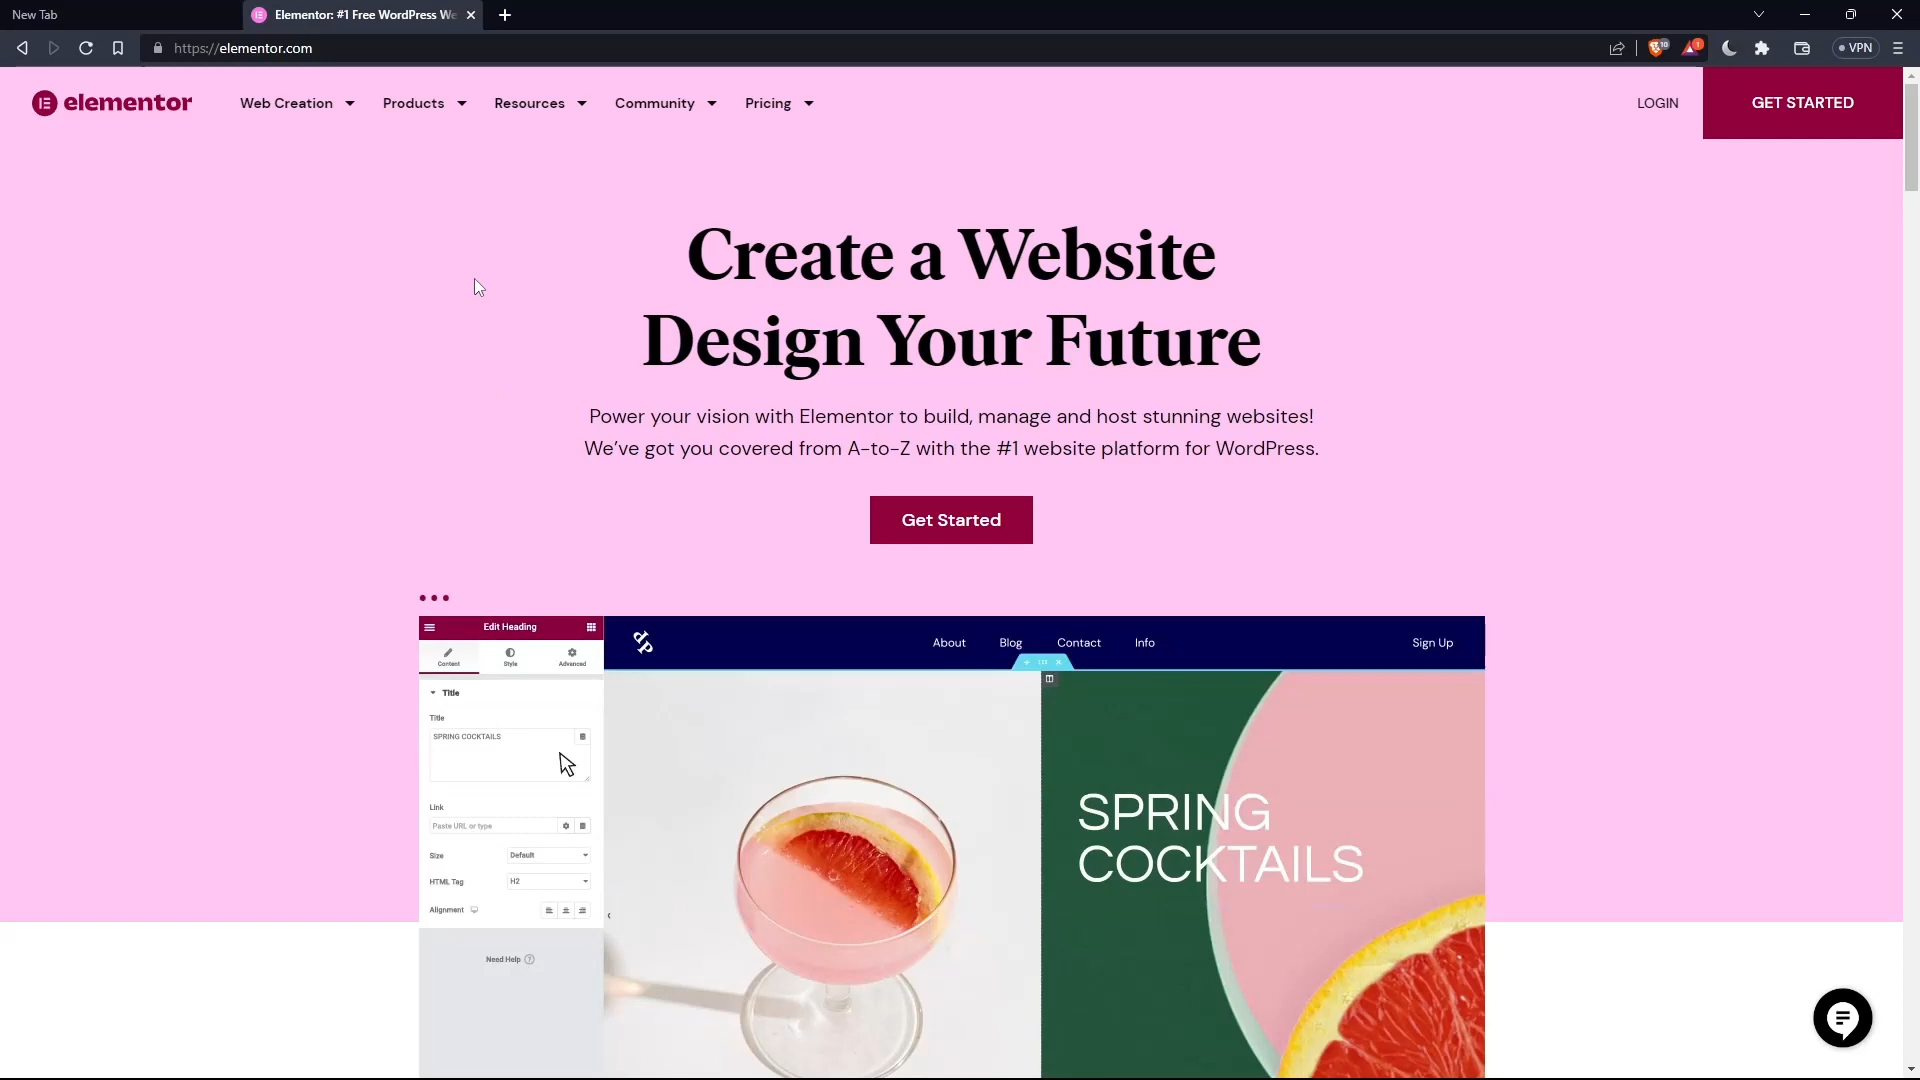 New Tab
Elementor: #1 Free WordPress We
https://elementor.com
10
1
VPN
elementor
Web Creation
Products
Resources
Community
Pricing
LOGIN
GET STARTED
Create a Website
Design Your Future
Power your vision with Elementor to build, manage and host stunning websites!
We've got you covered from A-to-Z with the #1 website platform for WordPress.
Get Started
Edit Heading
Content
Style
Advanced
Title
Title
SPRING COCKTAILS
Link
Paste URL or type
Size
Default
HTML Tag
H2
Alignment
Need Help
About
Blog
Contact
Info
Sign Up
SPRING
COCKTAILS